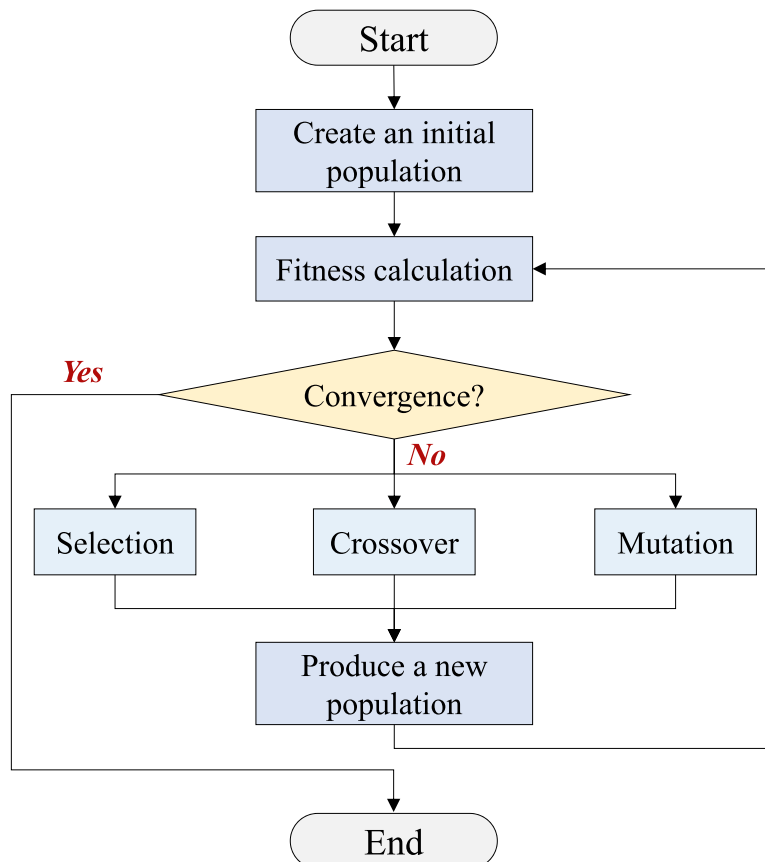 Start
Create an initial
population
Fitness calculation
Yes
Convergence?
No
Selection
Crossover
Mutation
Produce a new
population
End